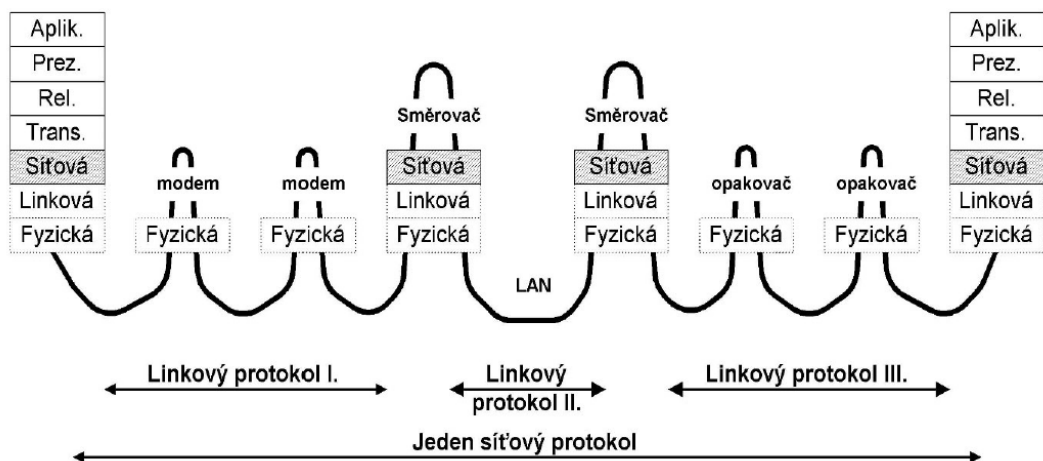 Aplik.
Prez.
Rel.
Trans.
Síťová
Linková
Fyzická
modem
Fyzická
modem
Fyzická
Směrovač
Síťová
Linková
Fyzická
LAN
Směrovač
Síťová
Linková
Fyzická
opakovač
Fyzická
opakovač
Fyzická
Aplik.
Prez.
Rel.
Trans.
Síťová
Linková
Fyzická
Linkový protokol I.
Linkový
protokol II.
Linkový protokol III.
Jeden síťový protokol